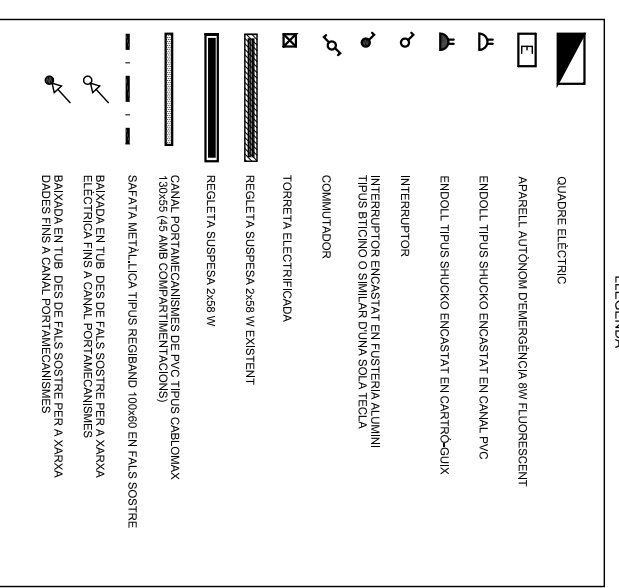 LLEGENDA
QUADRE ELÈCTRIC
E
APARELL AUTÒNOM D'EMERGÈNCIA 8W FLUORESCENT
ENDOLL TIPUS SHUCKO ENCASTAT EN CANAL PVC
ENDOLL TIPUS SHUCKO ENCASTAT EN CARTRÓ-GUIX
INTERRUPTOR
INTERRUPTOR ENCASTAT EN FUSTERIA ALUMINI
TIPUS BTICINO O SIMILAR D'UNA SOLA TECLA
COMMUTADOR
TORRETA ELECTRIFICADA
REGLETA SUSPESA 2x58 W EXISTENT
REGLETA SUSPESA 2x58 W
CANAL PORTAMECANISMES DE PVC TIPUS CABLOMAX
130x55 (45 AMB COMPARTIMENTACIONS)
SAFATA METÀL.LICA TIPUS REGIBAND 100x60 EN FALS SOSTRE
BAIXADA EN TUB DES DE FALS SOSTRE PER A XARXA
ELÈCTRICA FINS A CANAL PORTAMECANISMES
BAIXADA EN TUB DES DE FALS SOSTRE PER A XARXA
DADES FINS A CANAL PORTAMECANISMES